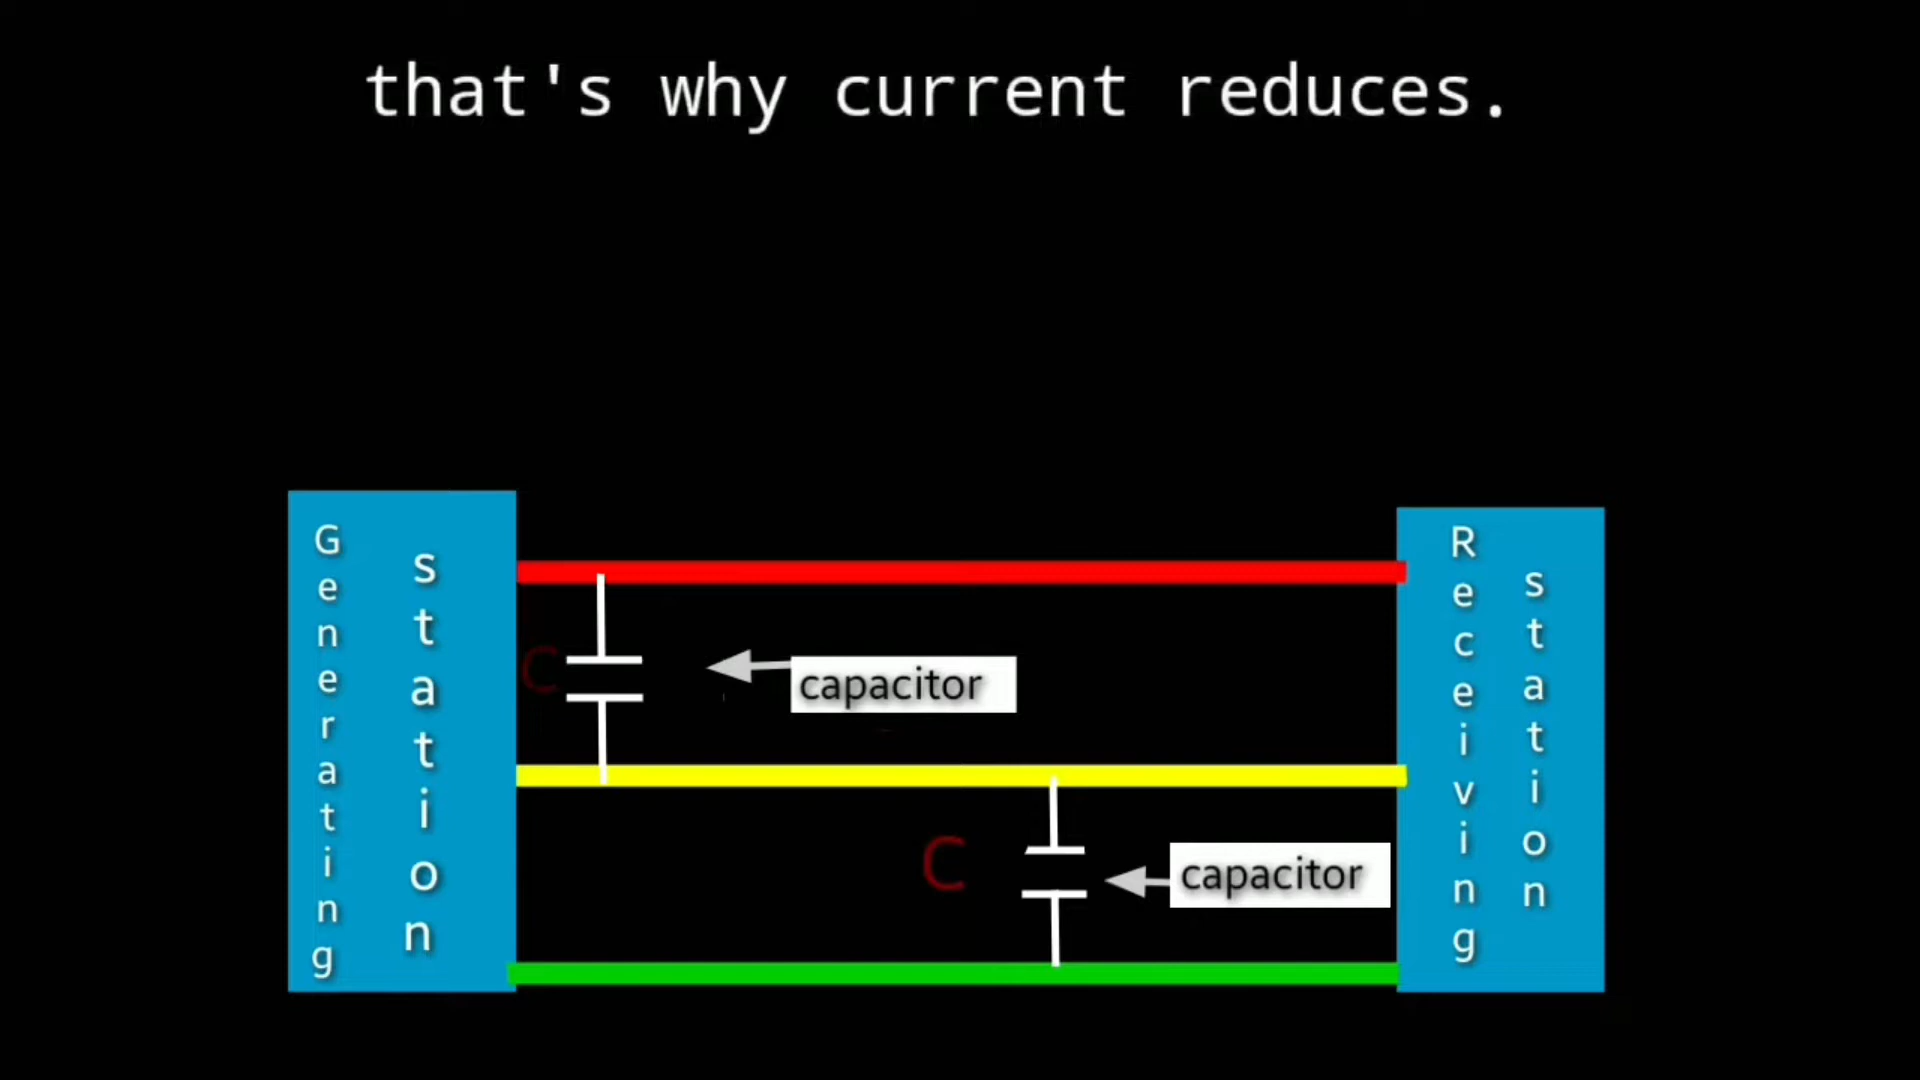 that's why current reduces.
Generating
station
C
capacitor
C
capacitor
Receiving
station